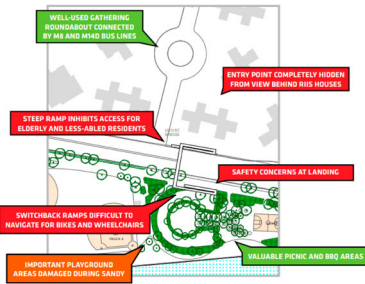 WELL-USED GATHERING
ROUNDABOUT CONNECTED
BY M8 AND M14D BUS LINES
ENTRY POINT COMPLETELY HIDDEN
FROM VIEW BEHIND RIIS HOUSES
STEEP RAMP INHIBITS ACCESS FOR
ELDERLY AND LESS-ABLED RESIDENTS
SAFETY CONCERNS AT LANDING
SWITCHBACK RAMPS DIFFICULT TO
NAVIGATE FOR BIKES AND WHEELCHAIRS
IMPORTANT PLAYGROUND
AREAS DAMAGED DURING SANDY
VALUABLE PICNIC AND BBQ AREAS